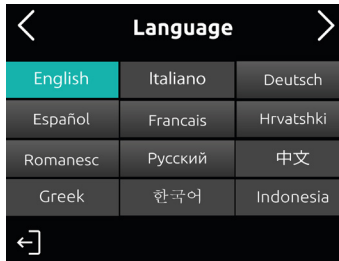 Language
English Italiano Deutsch
Español Francais Hrvatshki
Romanesc Русский 中文
Greek 한국어 Indonesia